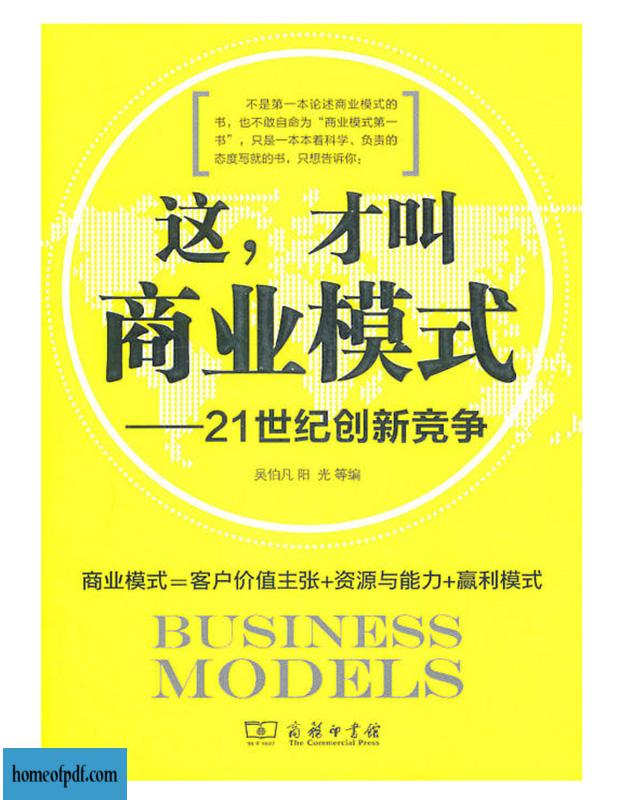 不是第一本论述商业模式的
书，也不敢自命为“商业模式第一
书”，只是一本本着科学、负责的
态度写就的书，只想告诉你：
这，才叫
商业模式
——21世纪创新竞争
吴伯凡 阳 光 等编
商业模式＝客户价值主张+资源与能力+赢利模式
BUSINESS
MODELS
商務印書館
The Commercial Press
homeofpdf.com